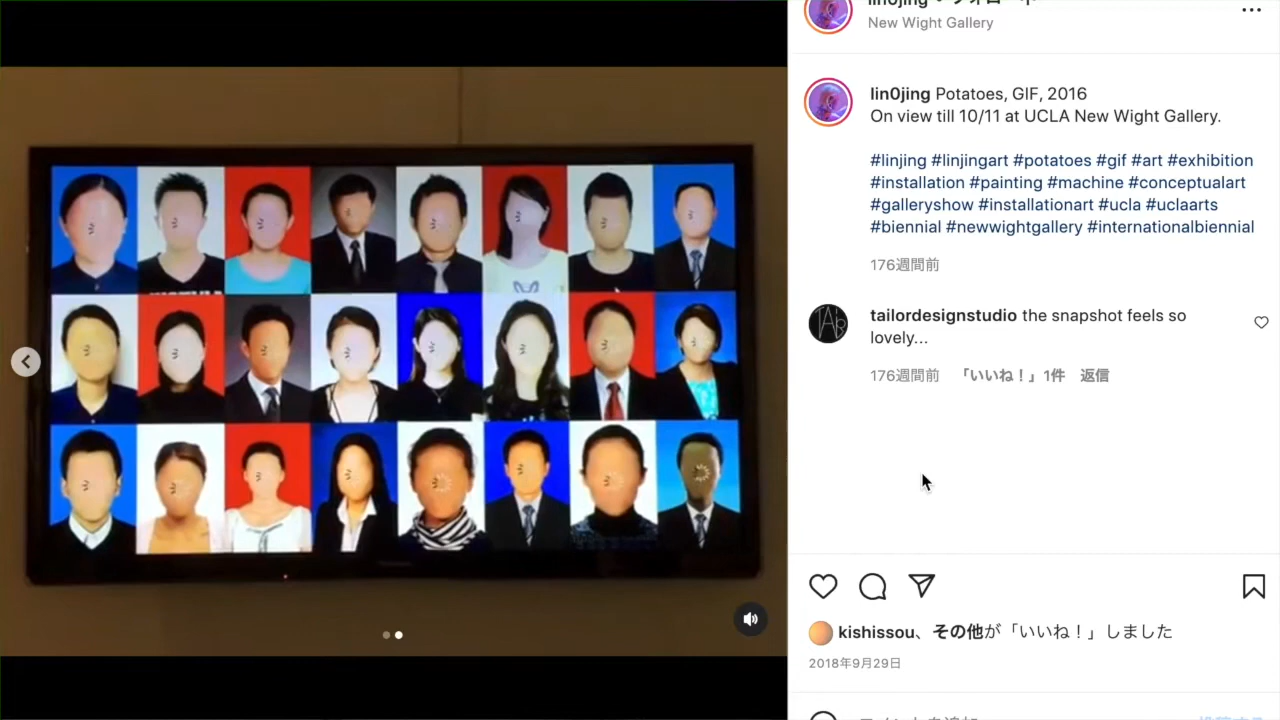 New Wight Gallery
lin0jing Potatoes, GIF, 2016
On view till 10/11 at UCLA New Wight Gallery.
#linjing #linjingart #potatoes #gif #art #exhibition
#installation #painting #machine #conceptualart
#galleryshow #installationart #ucla #uclaarts
#biennial #newwightgallery #internationalbiennial
176週間前
tailordesignstudio the snapshot feels so
lovely...
176週間前 「いいね！」1件 返信
kishissou、その他が「いいね！」しました
2018年9月29日